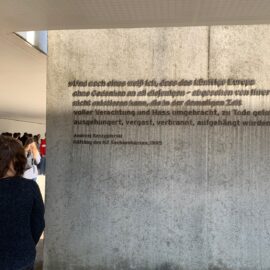 »Und noch eines weiß ich, dass das künftige Europa
ohne Gedenken an all diejenigen – abgesehen von ihrer
nicht existieren kann, die in der damaligen Zeit
voller Verachtung und Hass umgebracht, zu Tode gefo
ausgehungert, vergast, verbrannt, aufgehängt wurden
Andrzej Szczypiorski
Häftling des KZ Sachsenhausen, 1995